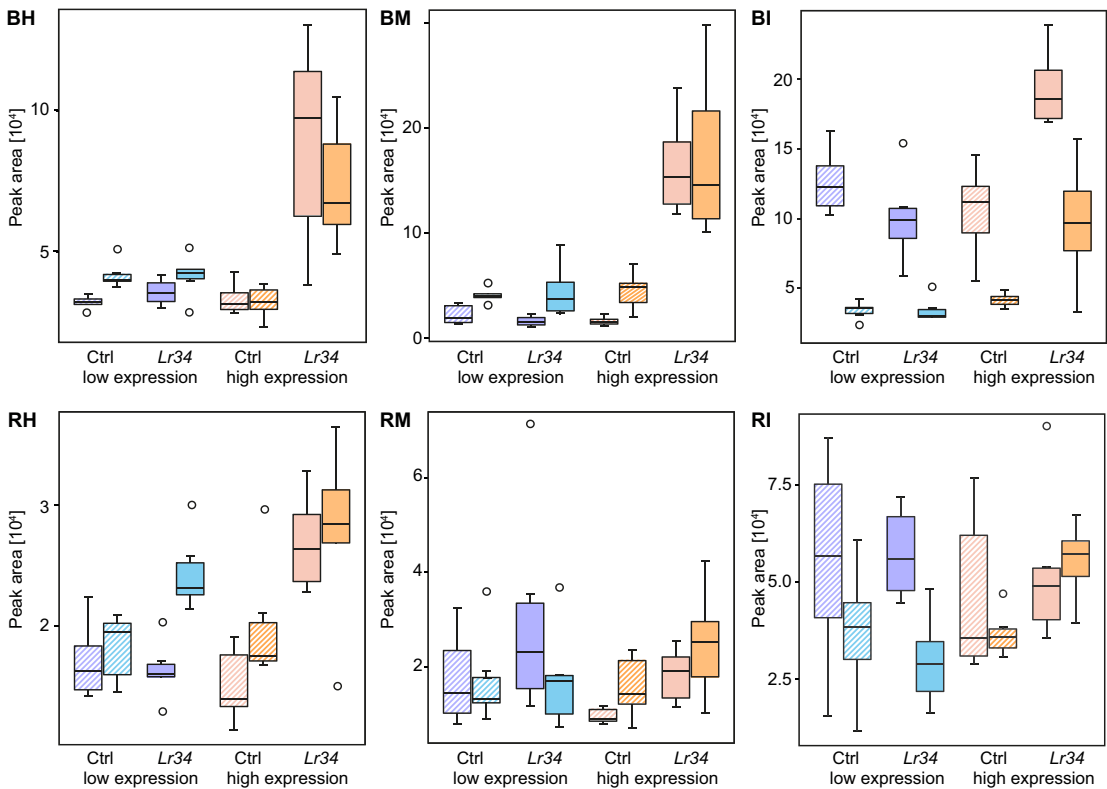 BH
Peak area [10⁴]
10
5
Ctrl Lr34 Ctrl Lr34
low expression high expression
BM
Peak area [10⁴]
20
10
0
Ctrl Lr34 Ctrl Lr34
low expression high expression
BI
Peak area [10⁴]
20
15
10
5
Ctrl Lr34 Ctrl Lr34
low expression high expression
RH
Peak area [10⁴]
3
2
Ctrl Lr34 Ctrl Lr34
low expression high expression
RM
Peak area [10⁴]
6
4
2
Ctrl Lr34 Ctrl Lr34
low expression high expression
RI
Peak area [10⁴]
7.5
5.0
2.5
Ctrl Lr34 Ctrl Lr34
low expression high expression